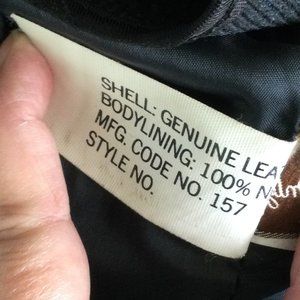 SHELL: GENUINE LEA
BODYLINING: 100% N
MFG. CODE NO. 157
STYLE NO.